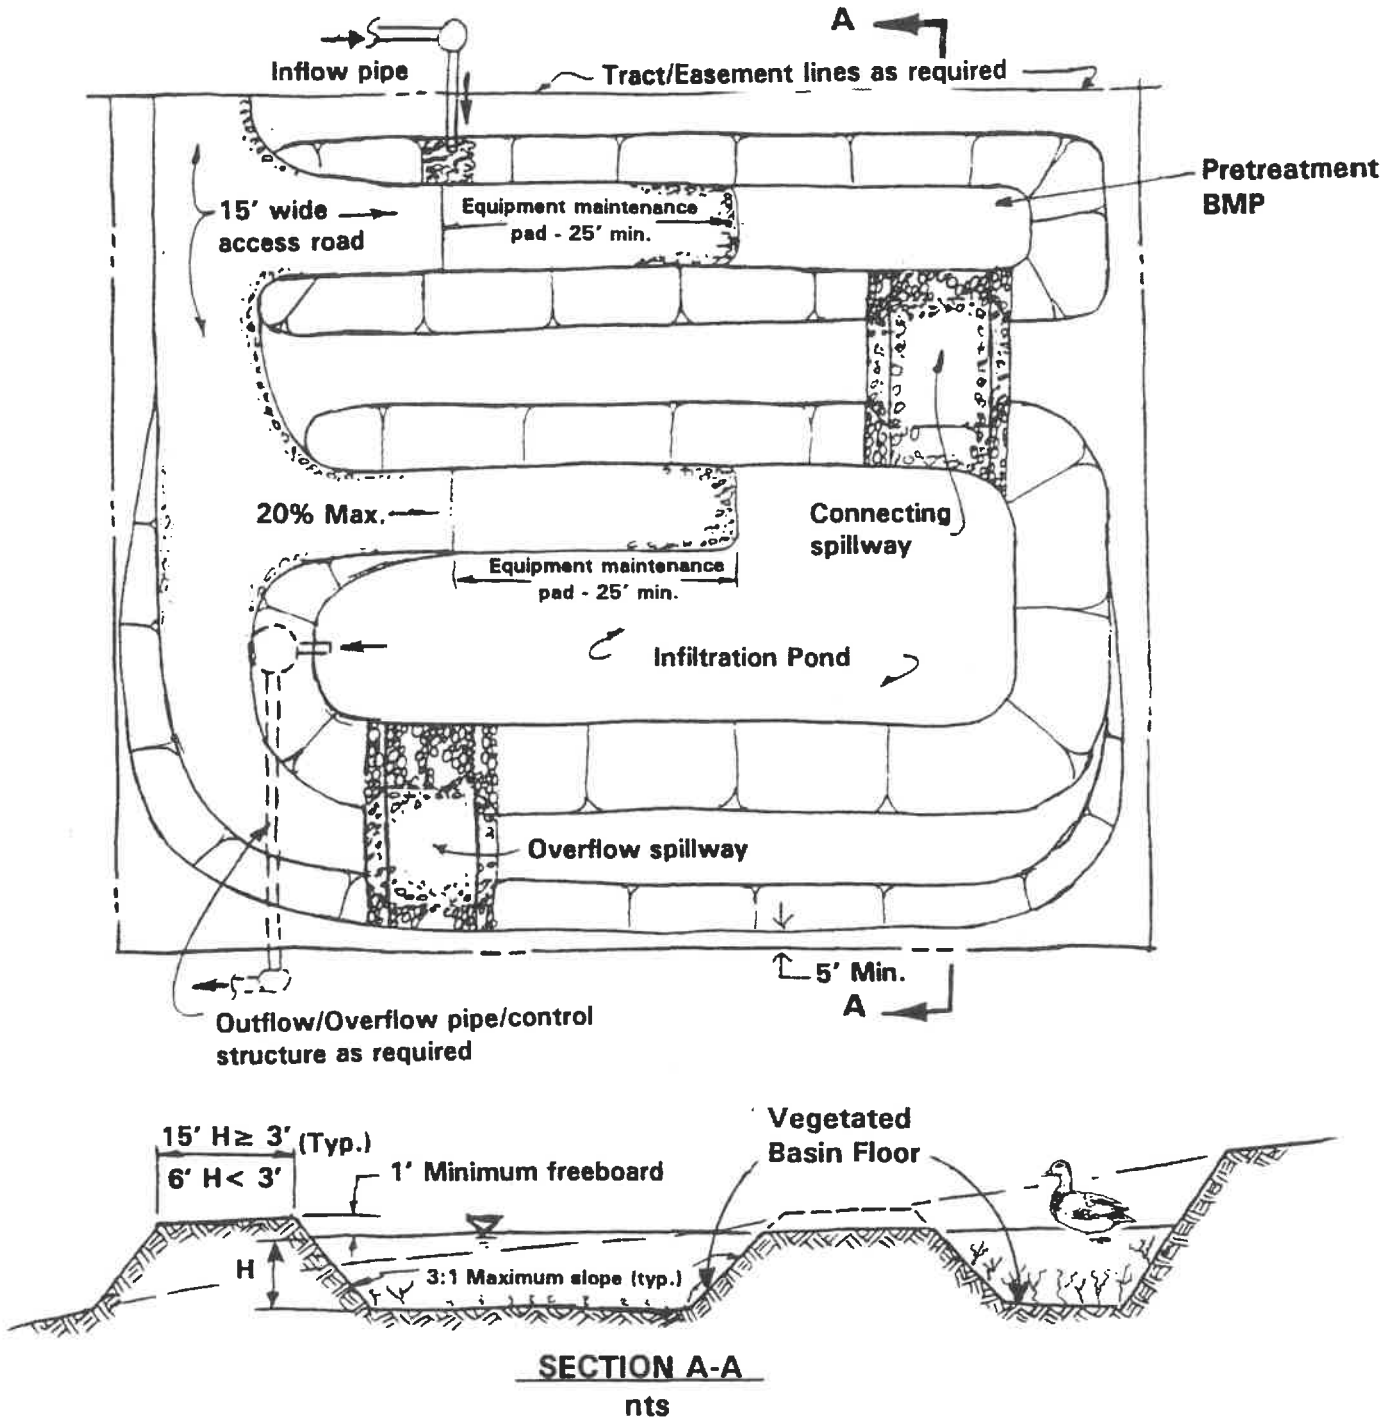 A
Inflow pipe
Tract/Easement lines as required
Pretreatment
BMP
15' wide
access road
Equipment maintenance
pad - 25' min.
20% Max.
Connecting
spillway
Equipment maintenance
pad - 25' min.
Infiltration Pond
Overflow spillway
5' Min.
A
Outflow/Overflow pipe/control
structure as required
Vegetated
Basin Floor
15' H≥ 3' (Typ.)
6' H< 3'
1' Minimum freeboard
H
3:1 Maximum slope (typ.)
SECTION A-A
nts